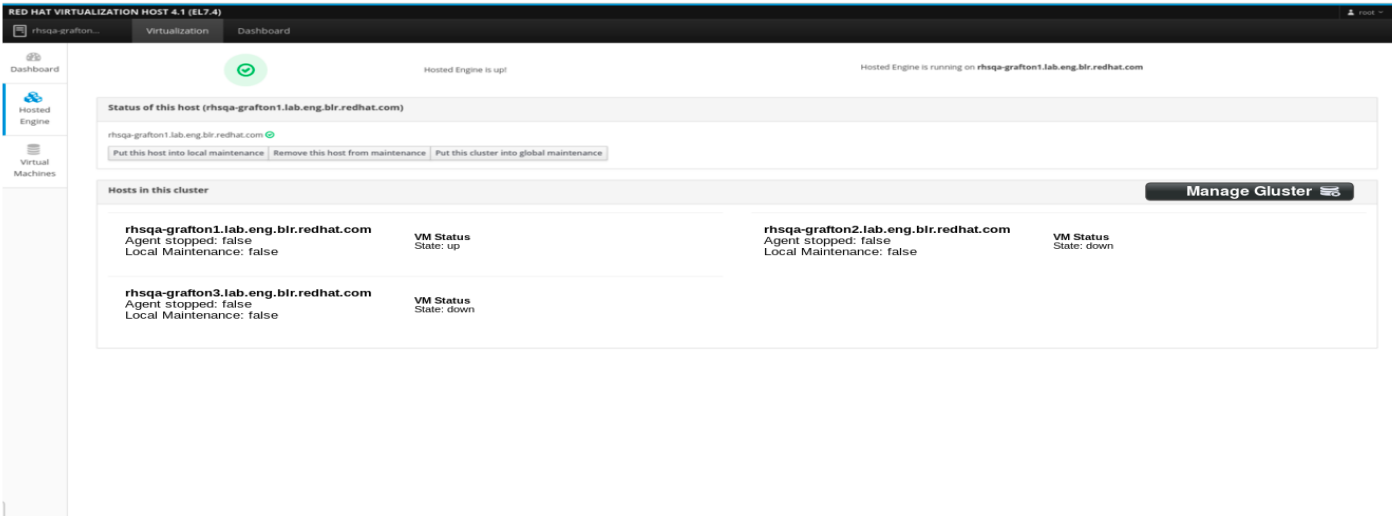 RED HAT VIRTUALIZATION HOST 4.1 (EL7.4)
root
rhsqa-grafton...
Virtualization
Dashboard
Dashboard
Hosted
Engine
Virtual
Machines
Hosted Engine is up!
Hosted Engine is running on rhsqa-grafton1.lab.eng.blr.redhat.com
Status of this host (rhsqa-grafton1.lab.eng.blr.redhat.com)
rhsqa-grafton1.lab.eng.blr.redhat.com
Put this host into local maintenance
Remove this host from maintenance
Put this cluster into global maintenance
Hosts in this cluster
Manage Gluster
rhsqa-grafton1.lab.eng.blr.redhat.com
Agent stopped: false
Local Maintenance: false
VM Status
State: up
rhsqa-grafton2.lab.eng.blr.redhat.com
Agent stopped: false
Local Maintenance: false
VM Status
State: down
rhsqa-grafton3.lab.eng.blr.redhat.com
Agent stopped: false
Local Maintenance: false
VM Status
State: down